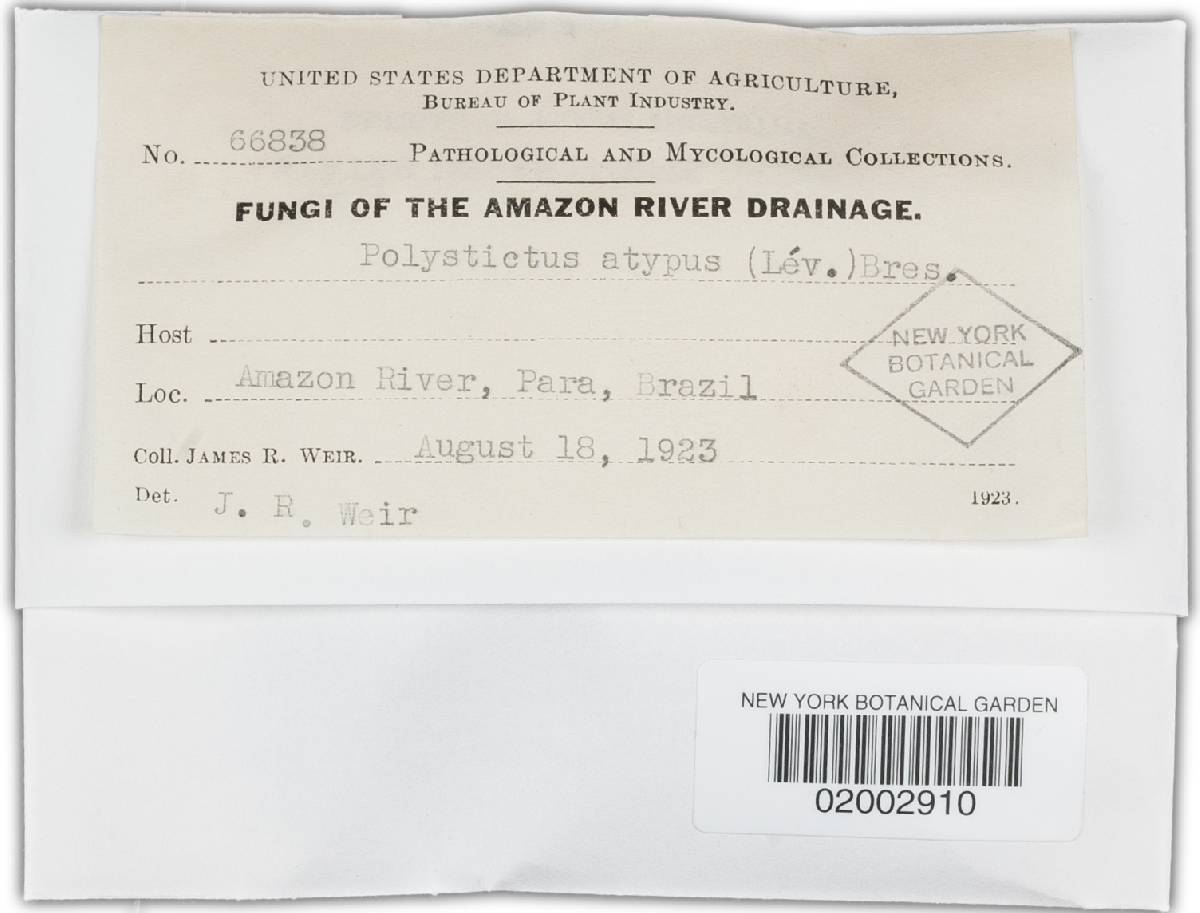 UNITED STATES DEPARTMENT OF AGRICULTURE,
BUREAU OF PLANT INDUSTRY.
No. 66838 PATHOLOGICAL AND MYCOLOGICAL COLLECTIONS.
FUNGI OF THE AMAZON RIVER DRAINAGE.
Polystictus atypus (Lév.)Bres.
Host
Loc. Amazon River, Para, Brazil
NEW YORK
BOTANICAL
GARDEN
Coll. JAMES R. WEIR. August 18, 1923
Det. J. R. Weir 1923.
NEW YORK BOTANICAL GARDEN
02002910